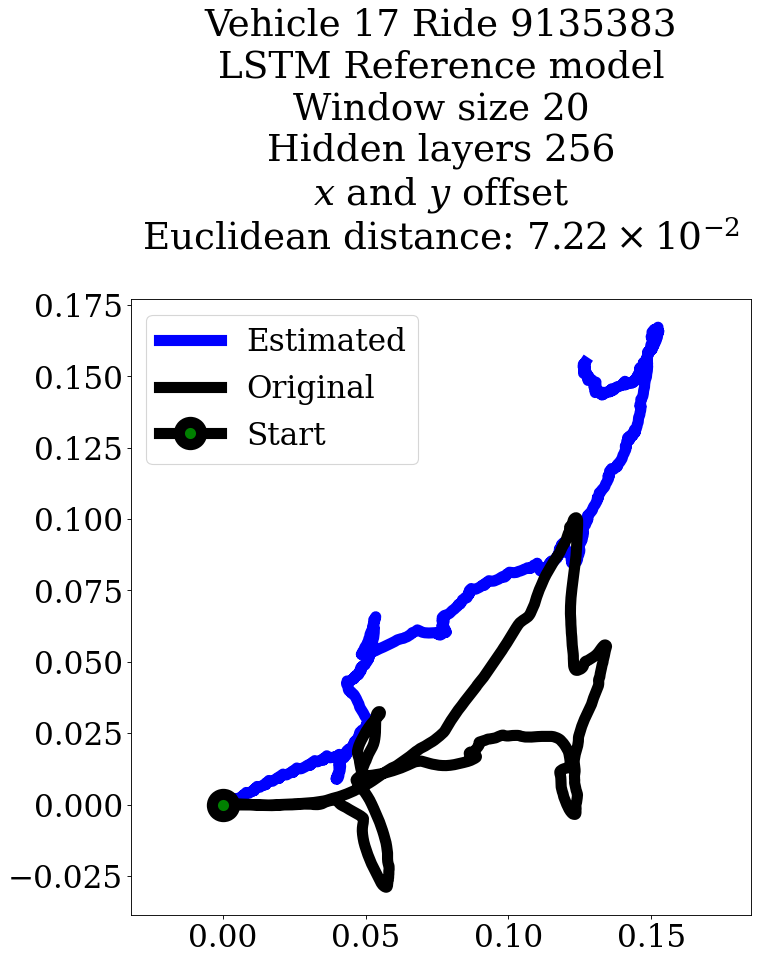 Vehicle 17 Ride 9135383
LSTM Reference model
Window size 20
Hidden layers 256
x and y offset
Euclidean distance: 7.22 × 10⁻²
0.175
0.150
0.125
0.100
0.075
0.050
0.025
0.000
−0.025
Estimated
Original
Start
0.00 0.05 0.10 0.15